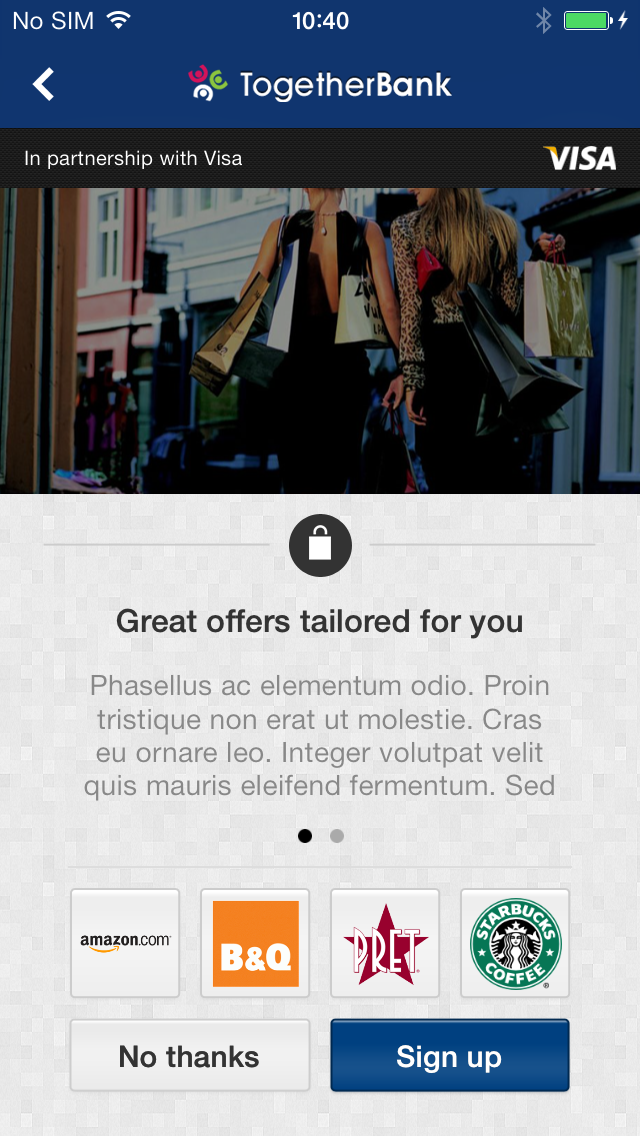 No SIM 10:40
TogetherBank
In partnership with Visa VISA
Great offers tailored for you
Phasellus ac elementum odio. Proin
tristique non erat ut molestie. Cras
eu ornare leo. Integer volutpat velit
quis mauris eleifend fermentum. Sed
amazon.com B&Q PRET STARBUCKS COFFEE
No thanks Sign up